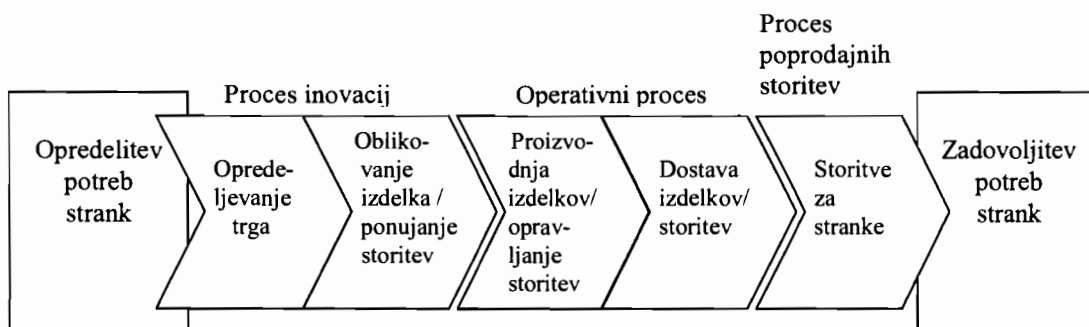 Proces
poprodajnih
storitev
Proces inovacij
Operativni proces
Opredelitev
potreb
strank
Oprede-
ljevanje
trga
Obliko-
vanje
izdelka /
ponujanje
storitev
Proizvo-
dnja
izdelkov/
oprav-
ljanje
storitev
Dostava
izdelkov/
storitev
Storitve
za
stranke
Zadovoljitev
potreb
strank